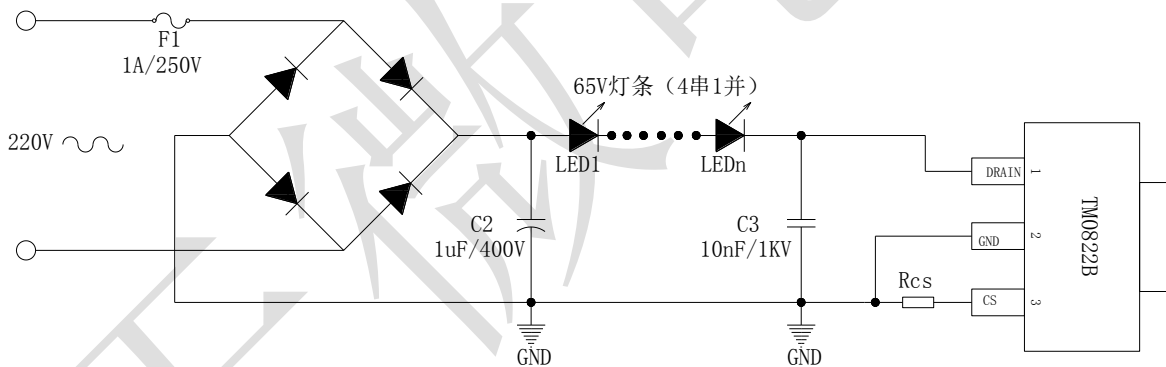 F1
1A/250V
220V
65V灯条（4串1并）
LED1
LEDn
C2
1uF/400V
C3
10nF/1KV
DRAIN
1
GND
2
Rcs
CS
3
TM0822B
GND
GND